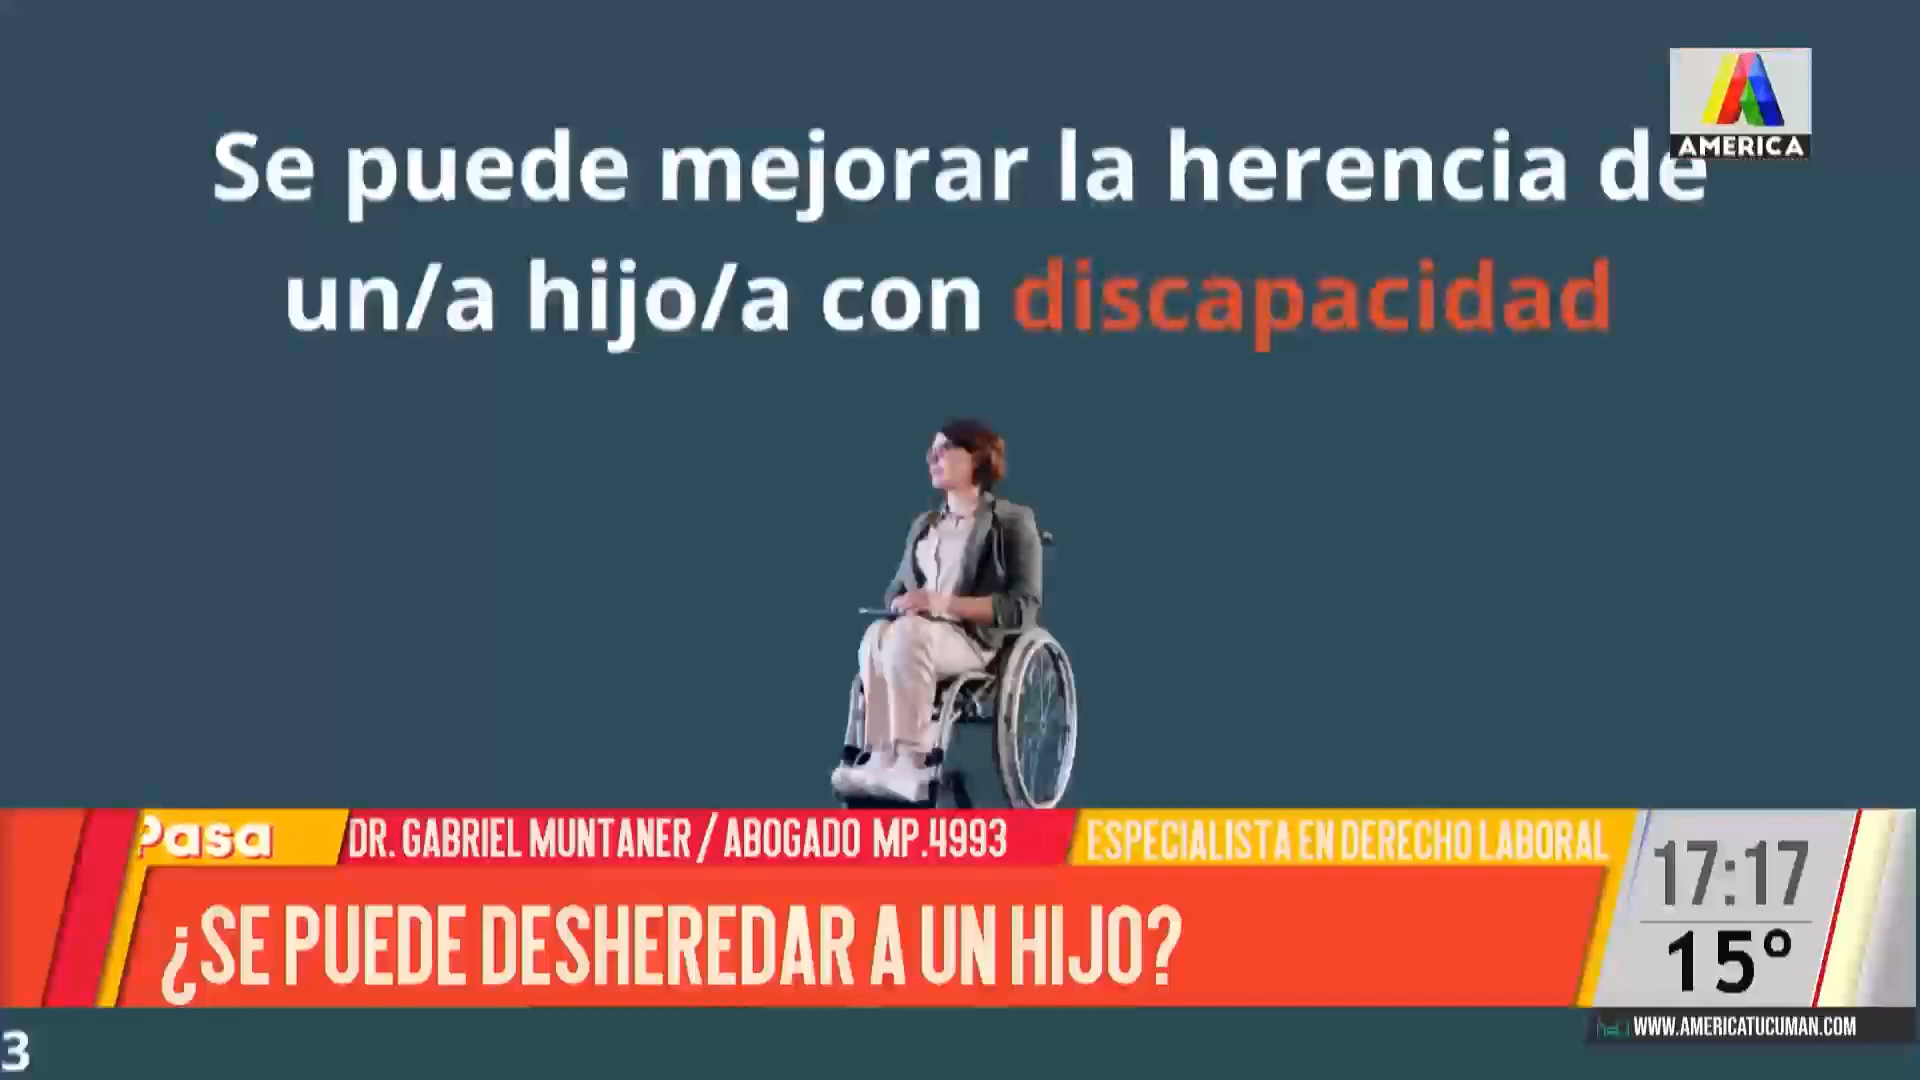 Se puede mejorar la herencia de
un/a hijo/a con discapacidad
AMERICA
Pasa
DR. GABRIEL MUNTANER / ABOGADO MP.4993
ESPECIALISTA EN DERECHO LABORAL
¿SE PUEDE DESHEREDAR A UN HIJO?
17:17
15°
WWW.AMERICATUCUMAN.COM
3